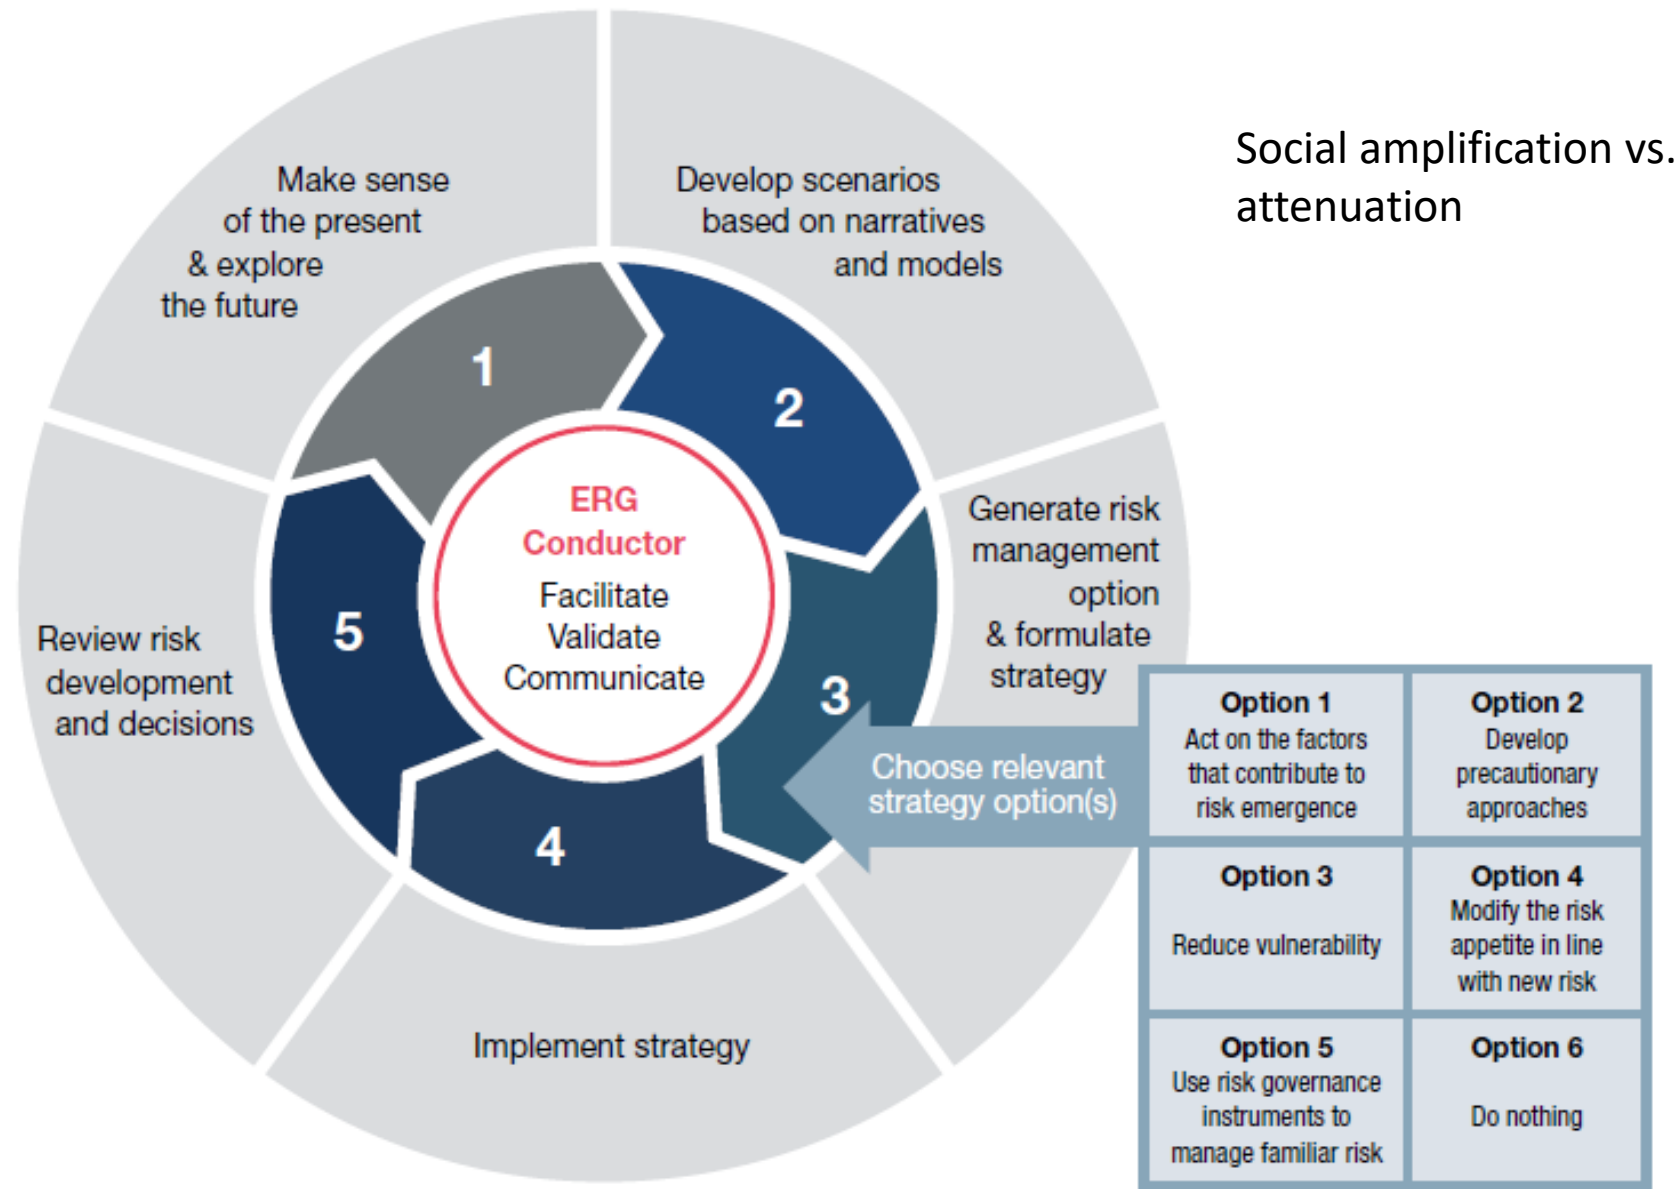 Social amplification vs.
attenuation
Make sense
of the present
& explore
the future
1
Develop scenarios
based on narratives
and models
2
Generate risk
management
option
& formulate
strategy
3
Choose relevant
strategy option(s)
Option 1
Act on the factors
that contribute to
risk emergence
Option 2
Develop
precautionary
approaches
Option 3
Reduce vulnerability
Option 4
Modify the risk
appetite in line
with new risk
Option 5
Use risk governance
instruments to
manage familiar risk
Option 6
Do nothing
4
Implement strategy
5
Review risk
development
and decisions
ERG
Conductor
Facilitate
Validate
Communicate